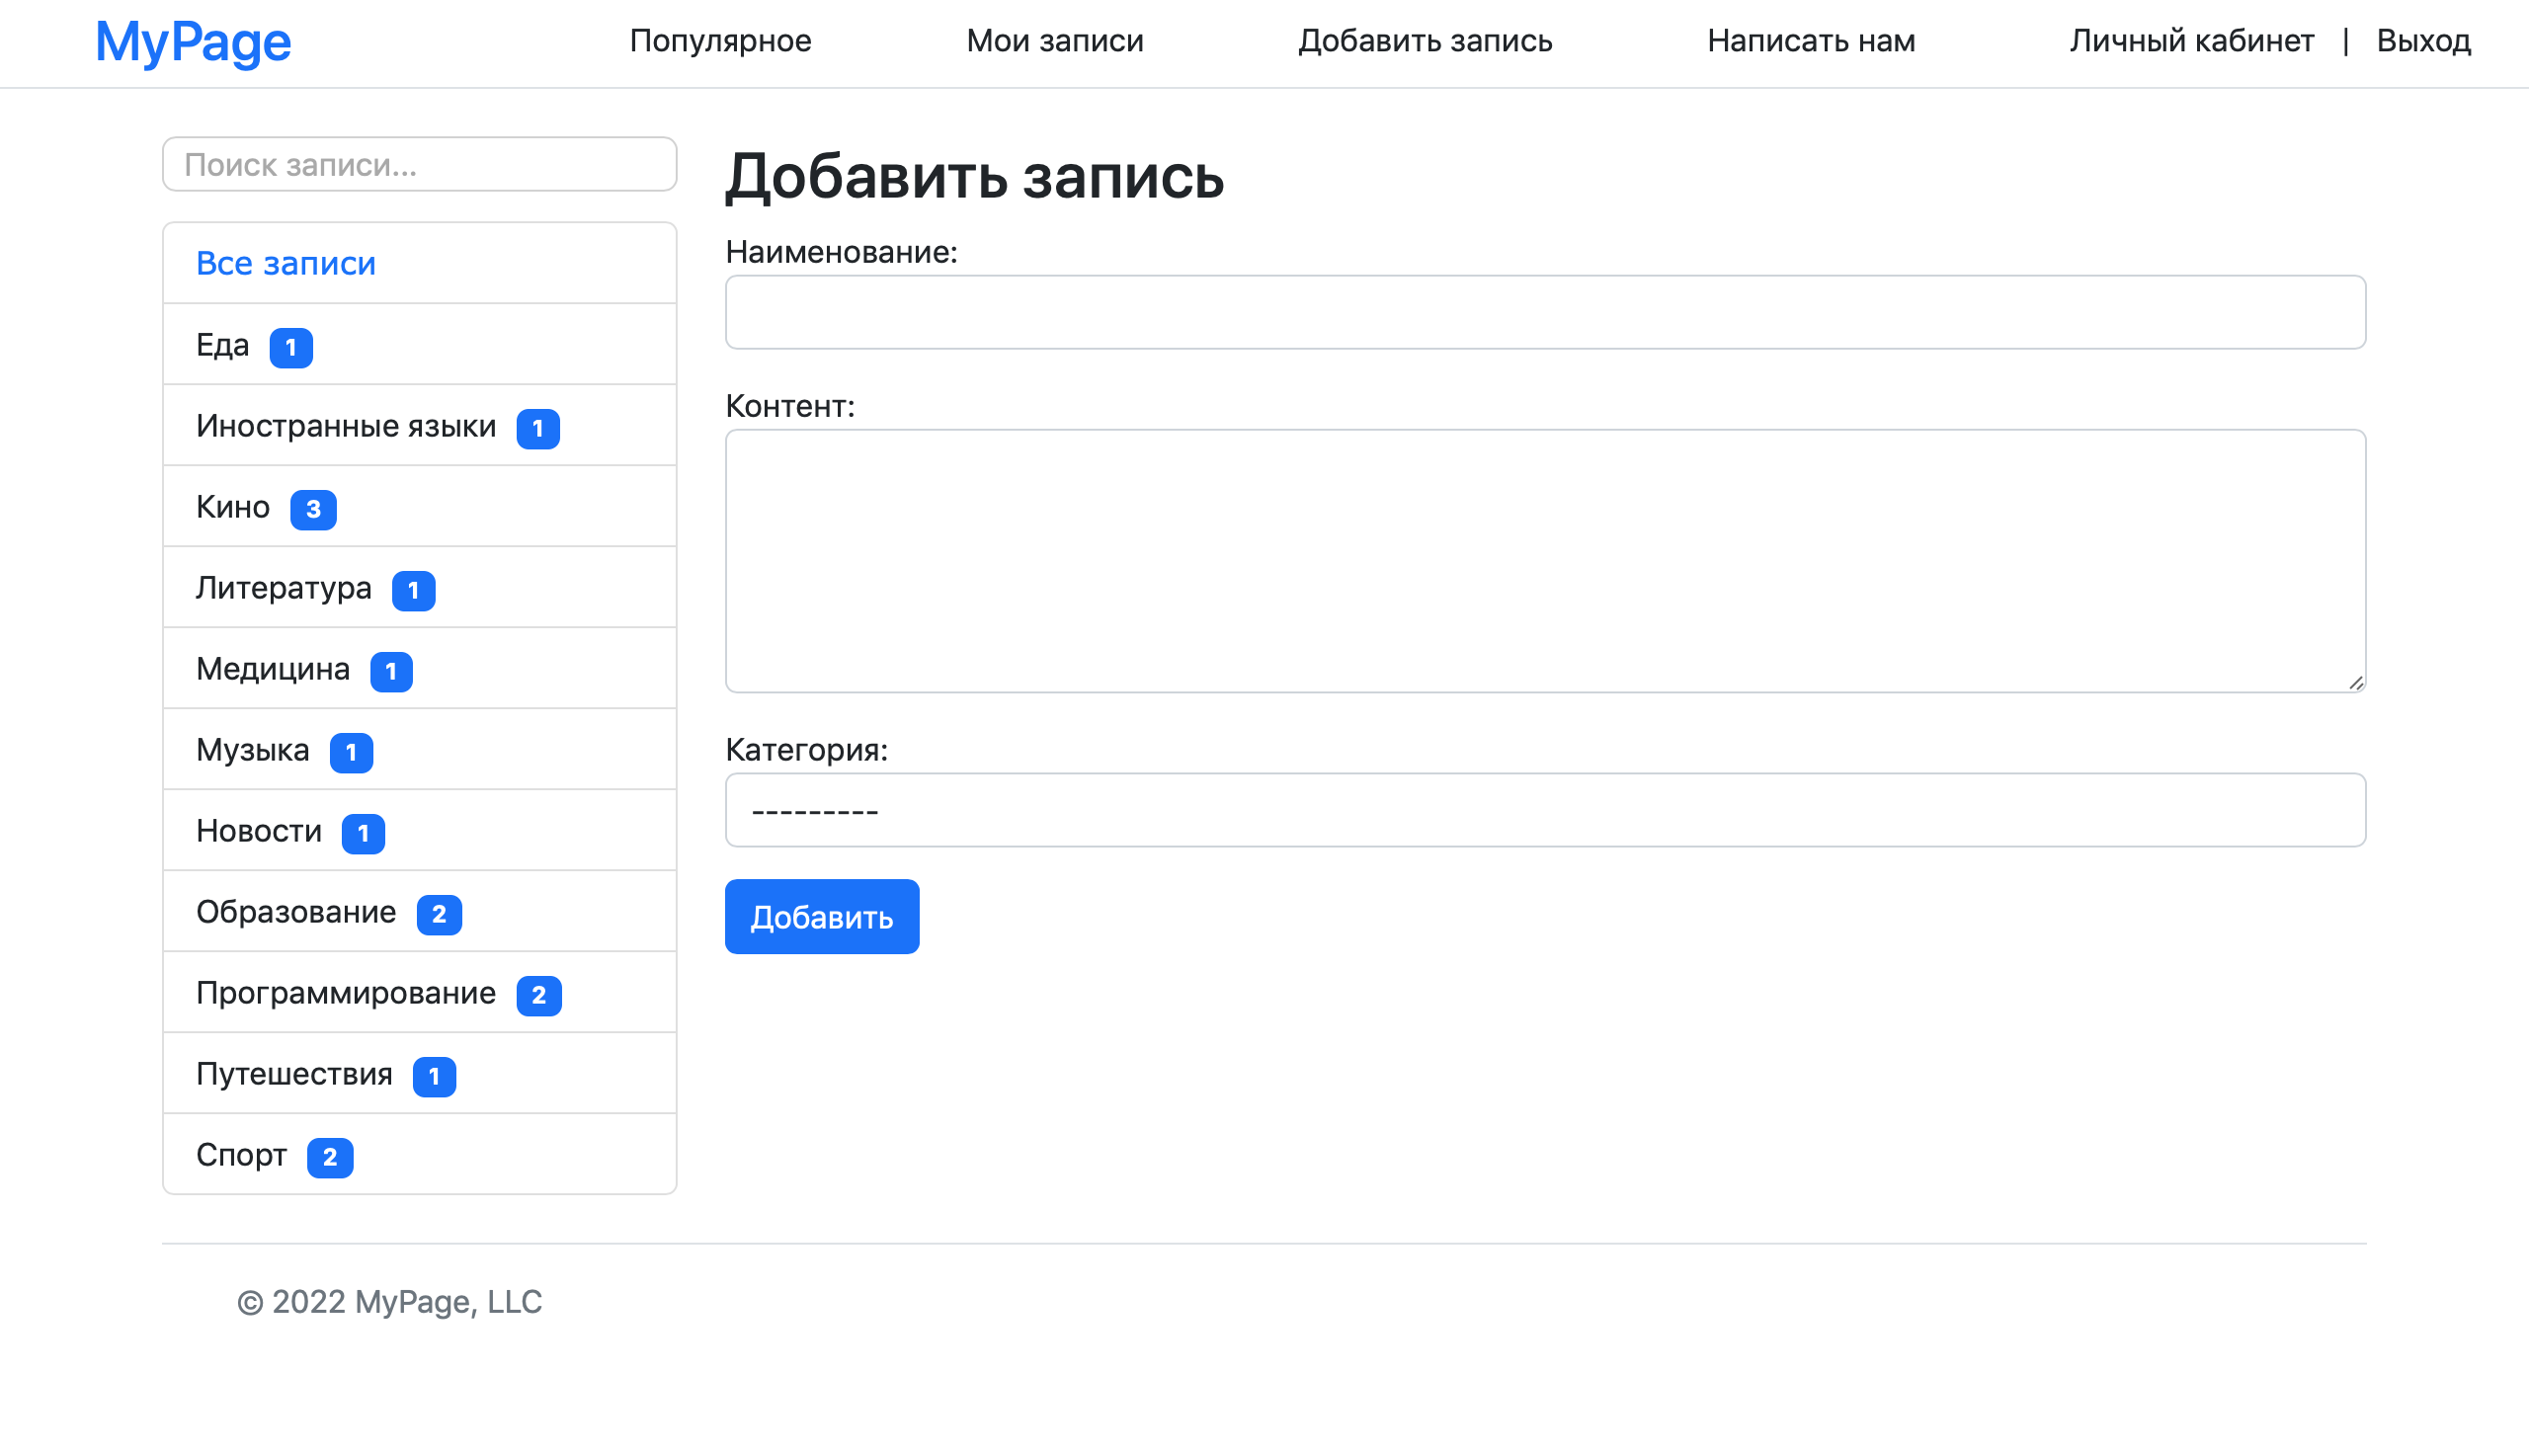 MyPage Популярное Мои записи Добавить запись Написать нам Личный кабинет | Выход
Поиск записи...
Все записи
Еда 1
Иностранные языки 1
Кино 3
Литература 1
Медицина 1
Музыка 1
Новости 1
Образование 2
Программирование 2
Путешествия 1
Спорт 2
Добавить запись
Наименование:
Контент:
Категория:
---------
Добавить
© 2022 MyPage, LLC